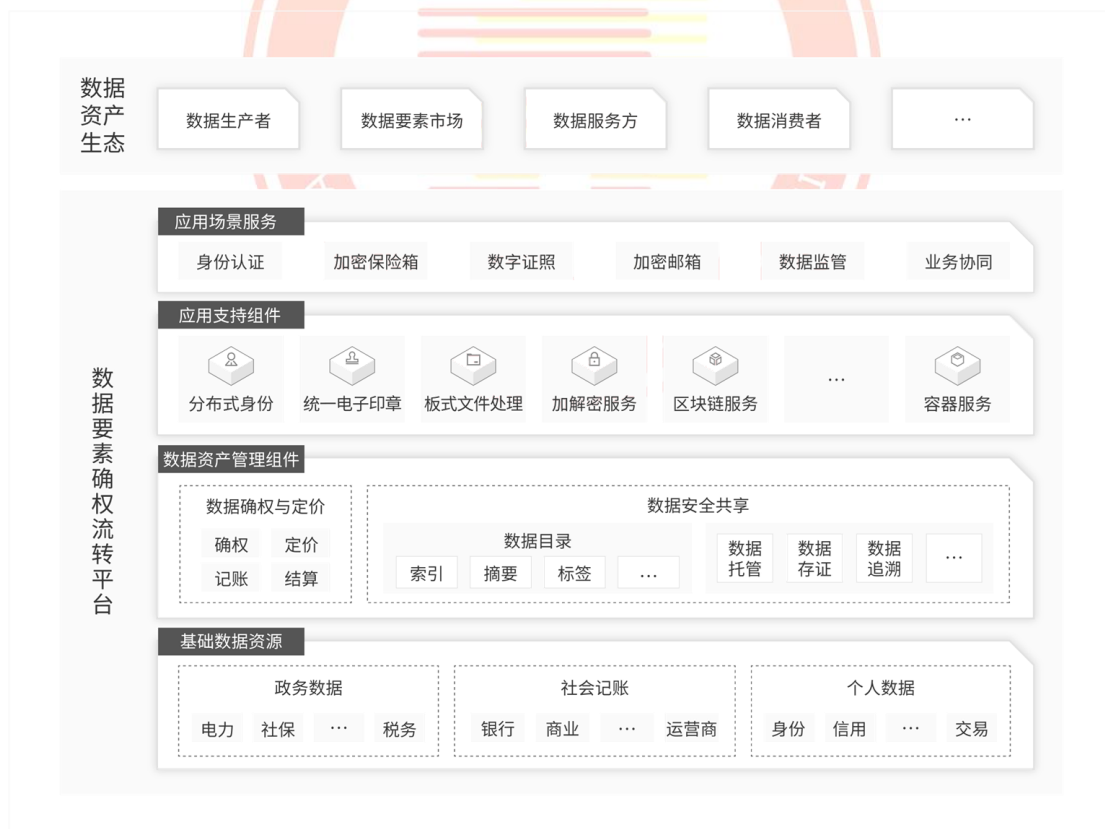 数据
资产
生态
数据生产者
数据要素市场
数据服务方
数据消费者
...
数据要素确权流转平台
应用场景服务
身份认证
加密保险箱
数字证照
加密邮箱
数据监管
业务协同
应用支持组件
分布式身份
统一电子印章
板式文件处理
加解密服务
区块链服务
...
容器服务
数据资产管理组件
数据确权与定价
确权
定价
记账
结算
数据安全共享
数据目录
索引
摘要
标签
...
数据
托管
数据
存证
数据
追溯
...
基础数据资源
政务数据
电力
社保
...
税务
社会记账
银行
商业
...
运营商
个人数据
身份
信用
...
交易